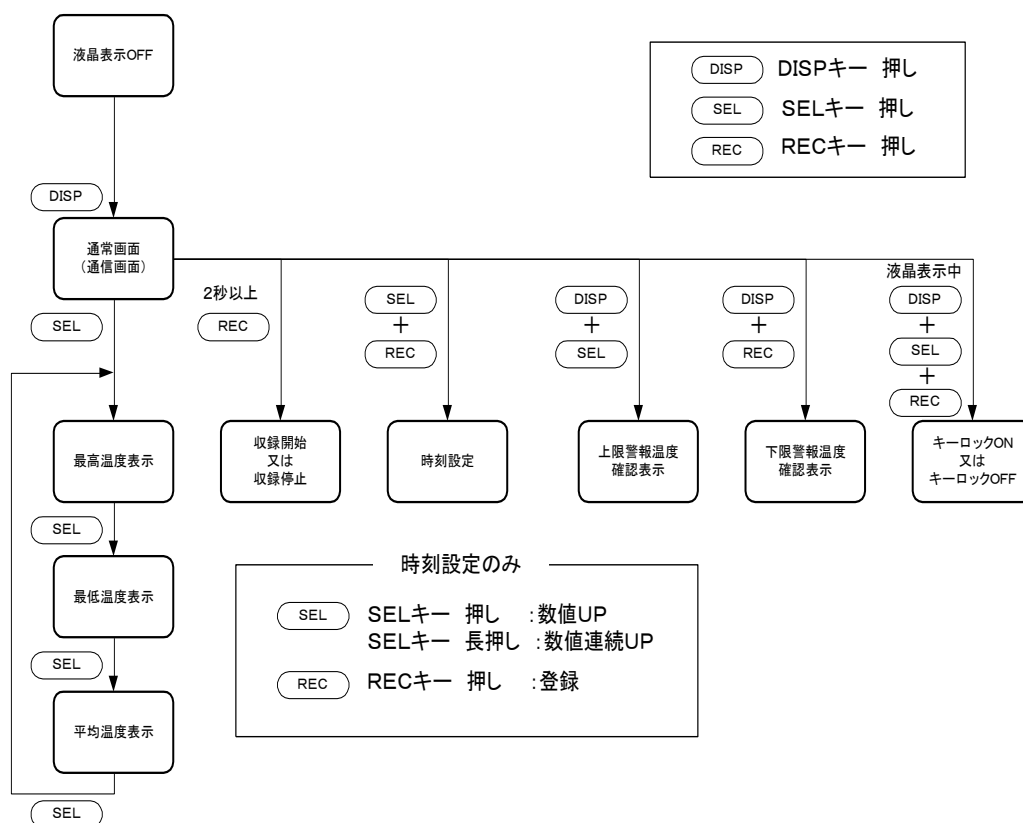 液晶表示OFF
DISP
DISPキー 押し
SEL
SELキー 押し
REC
RECキー 押し
DISP
通常画面
(通信画面)
SEL
2秒以上
REC
SEL
+
REC
DISP
+
SEL
DISP
+
REC
液晶表示中
DISP
+
SEL
+
REC
最高温度表示
収録開始
又は
収録停止
時刻設定
上限警報温度
確認表示
下限警報温度
確認表示
キーロックON
又は
キーロックOFF
SEL
最低温度表示
SEL
平均温度表示
SEL
時刻設定のみ
SEL
SELキー 押し :数値UP
SELキー 長押し :数値連続UP
REC
RECキー 押し :登録